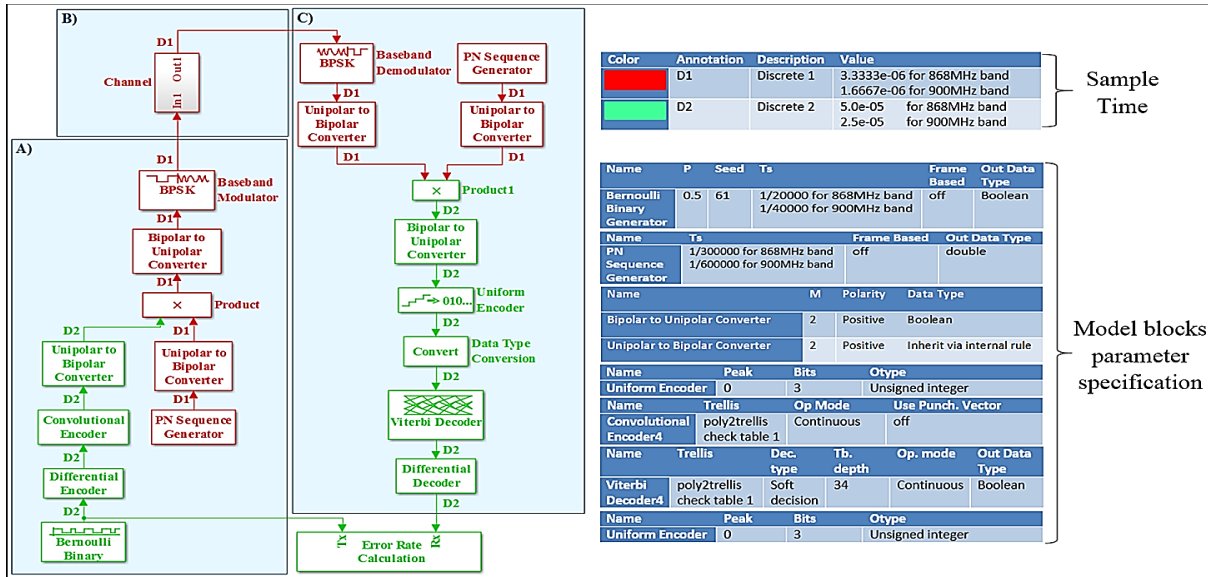 B)
D1
Channel
In1 Out1
D1
A)
BPSK
Baseband
Modulator
D1
Bipolar to
Unipolar
Converter
D1
×
Product
D2
D1
Unipolar to
Bipolar
Converter
Unipolar to
Bipolar
Converter
D2
D1
Convolutional
Encoder
PN Sequence
Generator
D2
Differential
Encoder
D2
Bernoulli
Binary
C)
BPSK
Baseband
Demodulator
PN Sequence
Generator
D1
D1
Unipolar to
Bipolar
Converter
Unipolar to
Bipolar
Converter
D1
D1
×
Product1
D2
Bipolar to
Unipolar
Converter
D2
010...
Uniform
Encoder
D2
Convert
Data Type
Conversion
D2
Viterbi Decoder
D2
Differential
Decoder
D2
Tx
Rx
Error Rate
Calculation
Color Annotation Description Value
D1 Discrete 1 3.3333e-06 for 868MHz band
1.6667e-06 for 900MHz band
D2 Discrete 2 5.0e-05 for 868MHz band
2.5e-05 for 900MHz band
Sample
Time
Name P Seed Ts Frame Based Out Data Type
Bernoulli Binary Generator 0.5 61 1/20000 for 868MHz band off Boolean
1/40000 for 900MHz band
Name Ts Frame Based Out Data Type
PN Sequence Generator 1/300000 for 868MHz band off double
1/600000 for 900MHz band
Name M Polarity Data Type
Bipolar to Unipolar Converter 2 Positive Boolean
Unipolar to Bipolar Converter 2 Positive Inherit via internal rule
Name Peak Bits Otype
Uniform Encoder 0 3 Unsigned integer
Name Trellis Op Mode Use Punch. Vector
Convolutional Encoder4 poly2trellis check table 1 Continuous off
Name Trellis Dec. type Tb. depth Op. mode Out Data Type
Viterbi Decoder4 poly2trellis check table 1 Soft decision 34 Continuous Boolean
Name Peak Bits Otype
Uniform Encoder 0 3 Unsigned integer
Model blocks
parameter
specification